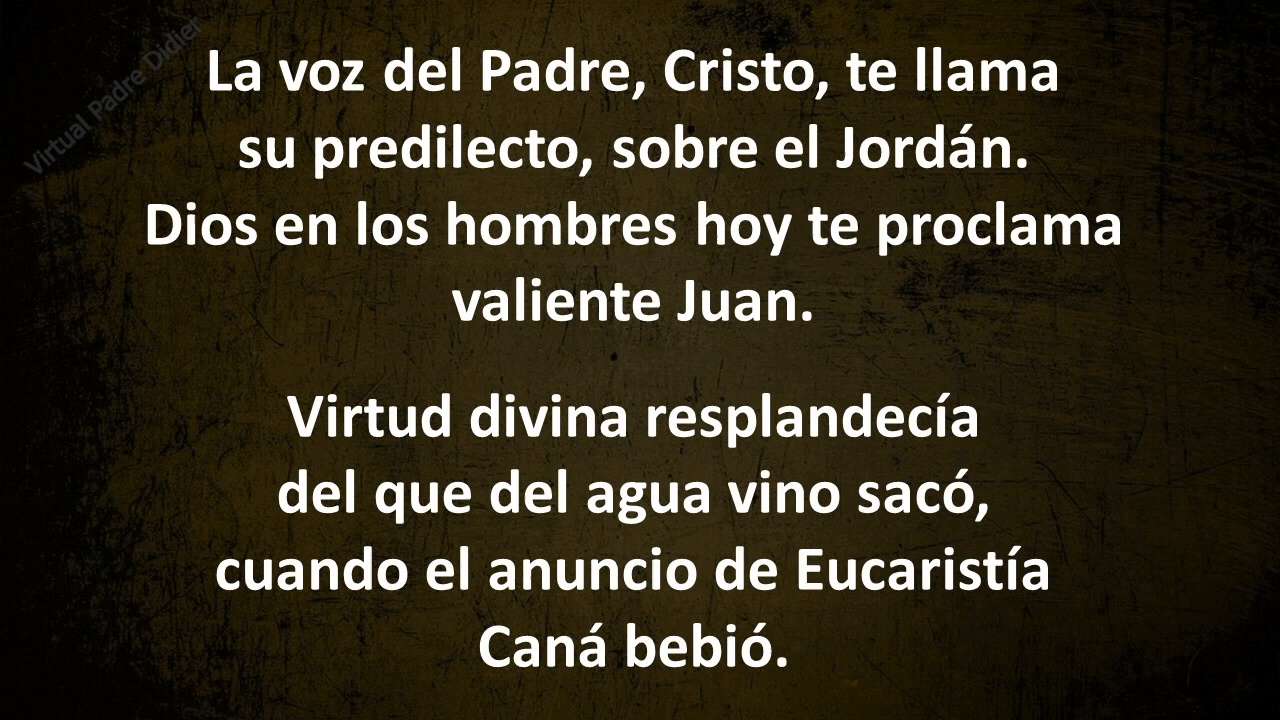 Virtual Padre Didier
La voz del Padre, Cristo, te llama
su predilecto, sobre el Jordán.
Dios en los hombres hoy te proclama
valiente Juan.
Virtud divina resplandecía
del que del agua vino sacó,
cuando el anuncio de Eucaristía
Caná bebió.